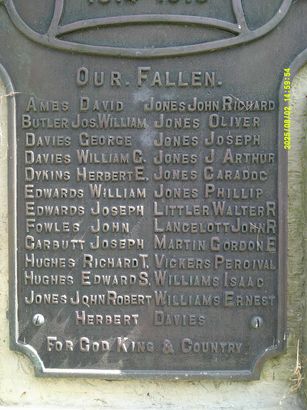 1914-1918
OUR. FALLEN.
AMES DAVID JONES JOHN RICHARD
BUTLER JOS. WILLIAM JONES OLIVER
DAVIES GEORGE JONES JOSEPH
DAVIES WILLIAM G. JONES J ARTHUR
DYKINS HERBERT E. JONES CARADOC
EDWARDS WILLIAM JONES PHILLIP
EDWARDS JOSEPH LITTLER WALTER R
FOWLES JOHN LANCELOTT JOHN R
GARBUTT JOSEPH MARTIN GORDON E
HUGHES RICHARD T. VICKERS PERCIVAL
HUGHES EDWARD S. WILLIAMS ISAAC
JONES JOHN ROBERT WILLIAMS ERNEST
HERBERT DAVIES
FOR GOD KING & COUNTRY
2025/08/02 14:59:54